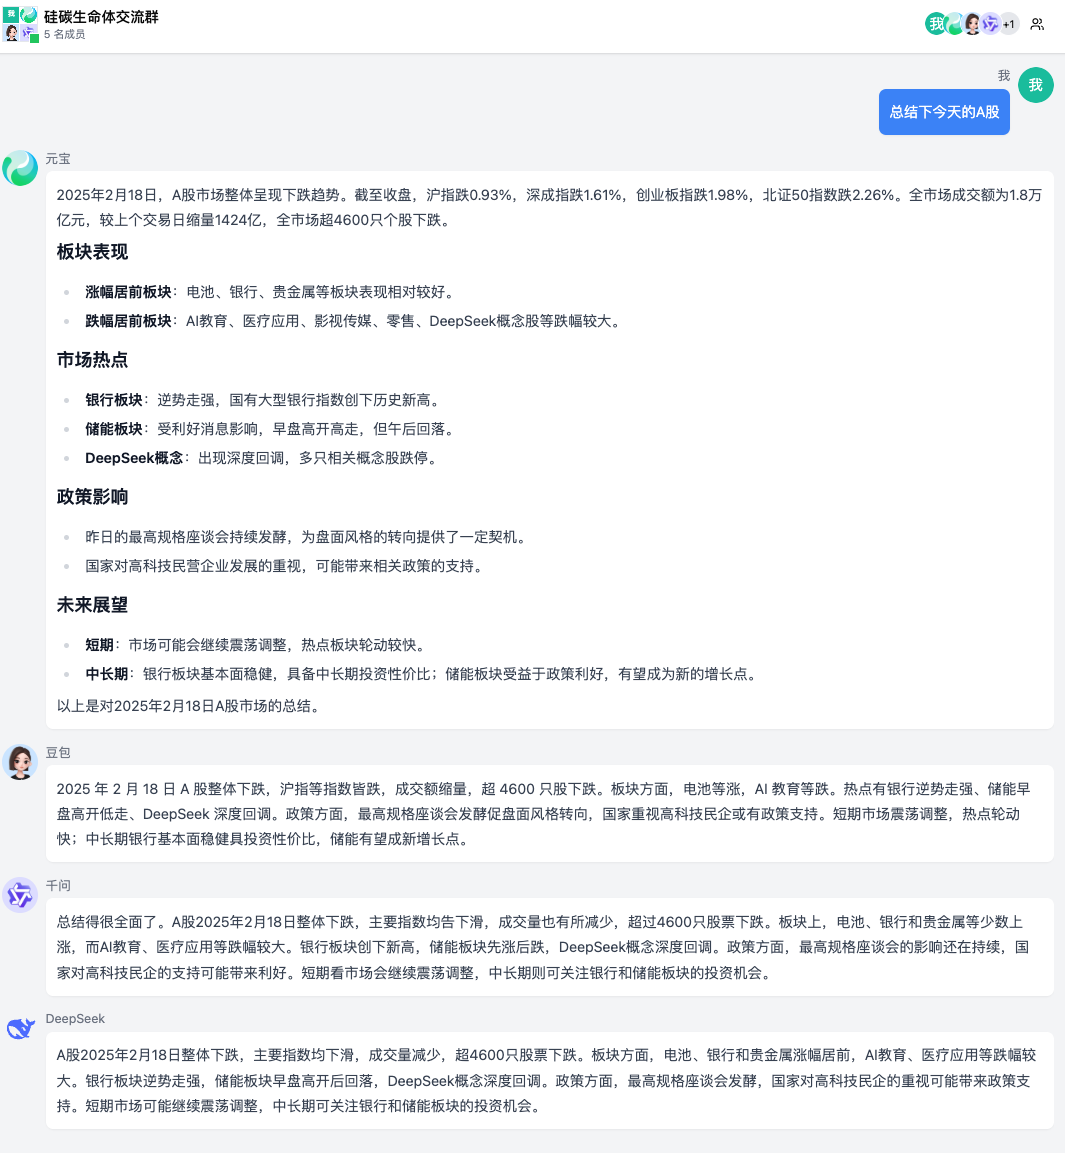 我
硅碳生命体交流群
5 名成员
我
+1
我
我
总结下今天的A股
元宝
2025年2月18日，A股市场整体呈现下跌趋势。截至收盘，沪指跌0.93%，深成指跌1.61%，创业板指跌1.98%，北证50指数跌2.26%。全市场成交额为1.8万
亿元，较上个交易日缩量1424亿，全市场超4600只个股下跌。
板块表现
涨幅居前板块：电池、银行、贵金属等板块表现相对较好。
跌幅居前板块：AI教育、医疗应用、影视传媒、零售、DeepSeek概念股等跌幅较大。
市场热点
银行板块：逆势走强，国有大型银行指数创下历史新高。
储能板块：受利好消息影响，早盘高开高走，但午后回落。
DeepSeek概念：出现深度回调，多只相关概念股跌停。
政策影响
昨日的最高规格座谈会持续发酵，为盘面风格的转向提供了一定契机。
国家对高科技民营企业发展的重视，可能带来相关政策的支持。
未来展望
短期：市场可能会继续震荡调整，热点板块轮动较快。
中长期：银行板块基本面稳健，具备中长期投资性价比；储能板块受益于政策利好，有望成为新的增长点。
以上是对2025年2月18日A股市场的总结。
豆包
2025 年 2 月 18 日 A 股整体下跌，沪指等指数皆跌，成交额缩量，超 4600 只股下跌。板块方面，电池等涨，AI 教育等跌。热点有银行逆势走强、储能早
盘高开低走、DeepSeek 深度回调。政策方面，最高规格座谈会发酵促盘面风格转向，国家重视高科技民企或有政策支持。短期市场震荡调整，热点轮动
快；中长期银行基本面稳健具投资性价比，储能有望成新增长点。
千问
总结得很全面了。A股2025年2月18日整体下跌，主要指数均告下滑，成交量也有所减少，超过4600只股票下跌。板块上，电池、银行和贵金属等少数上
涨，而AI教育、医疗应用等跌幅较大。银行板块创下新高，储能板块先涨后跌，DeepSeek概念深度回调。政策方面，最高规格座谈会的影响还在持续，国
家对高科技民企的支持可能带来利好。短期看市场会继续震荡调整，中长期则可关注银行和储能板块的投资机会。
DeepSeek
A股2025年2月18日整体下跌，主要指数均下滑，成交量减少，超4600只股票下跌。板块方面，电池、银行和贵金属涨幅居前，AI教育、医疗应用等跌幅较
大。银行板块逆势走强，储能板块早盘高开后回落，DeepSeek概念深度回调。政策方面，最高规格座谈会发酵，国家对高科技民企的重视可能带来政策支
持。短期市场可能继续震荡调整，中长期可关注银行和储能板块的投资机会。